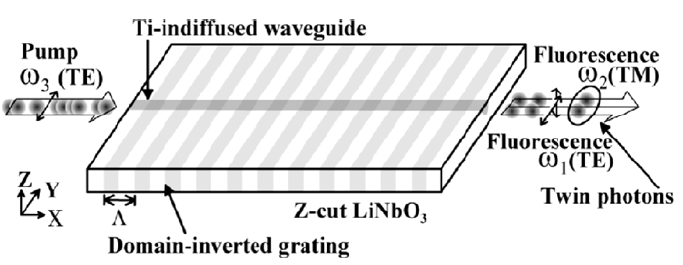 Ti-indiffused waveguide
Pump
ω₃ (TE)
Fluorescence
ω₂(TM)
Fluorescence
ω₁(TE)
Twin photons
Z
Y
X
Λ
Z-cut LiNbO₃
Domain-inverted grating